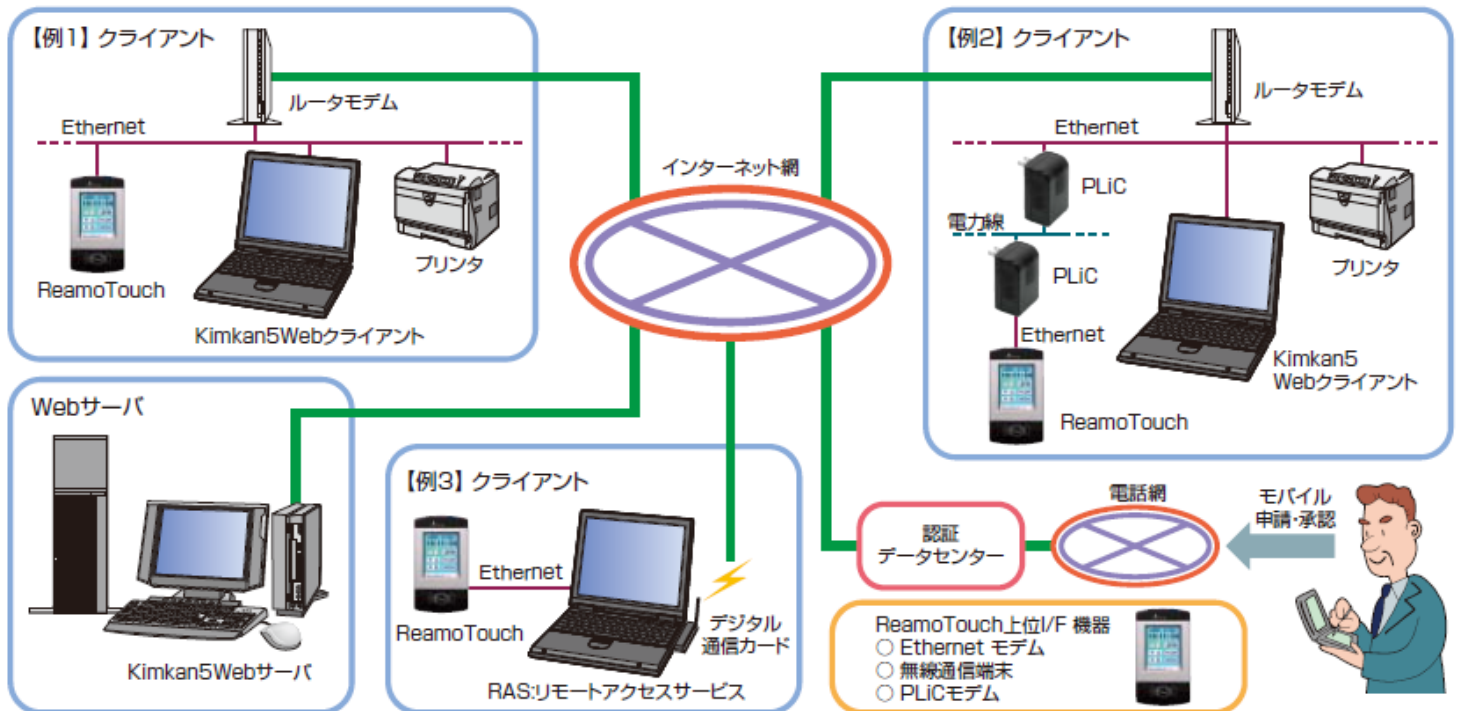 【例1】 クライアント
ルータモデム
Ethernet
ReamoTouch
Kimkan5Webクライアント
プリンタ
インターネット網
【例2】 クライアント
ルータモデム
Ethernet
PLiC
電力線
PLiC
Ethernet
ReamoTouch
Kimkan5
Webクライアント
プリンタ
Webサーバ
Kimkan5Webサーバ
【例3】 クライアント
Ethernet
ReamoTouch
デジタル
通信カード
RAS:リモートアクセスサービス
認証
データセンター
電話網
モバイル
申請・承認
ReamoTouch上位I/F 機器
○ Ethernet モデム
○ 無線通信端末
○ PLiCモデム